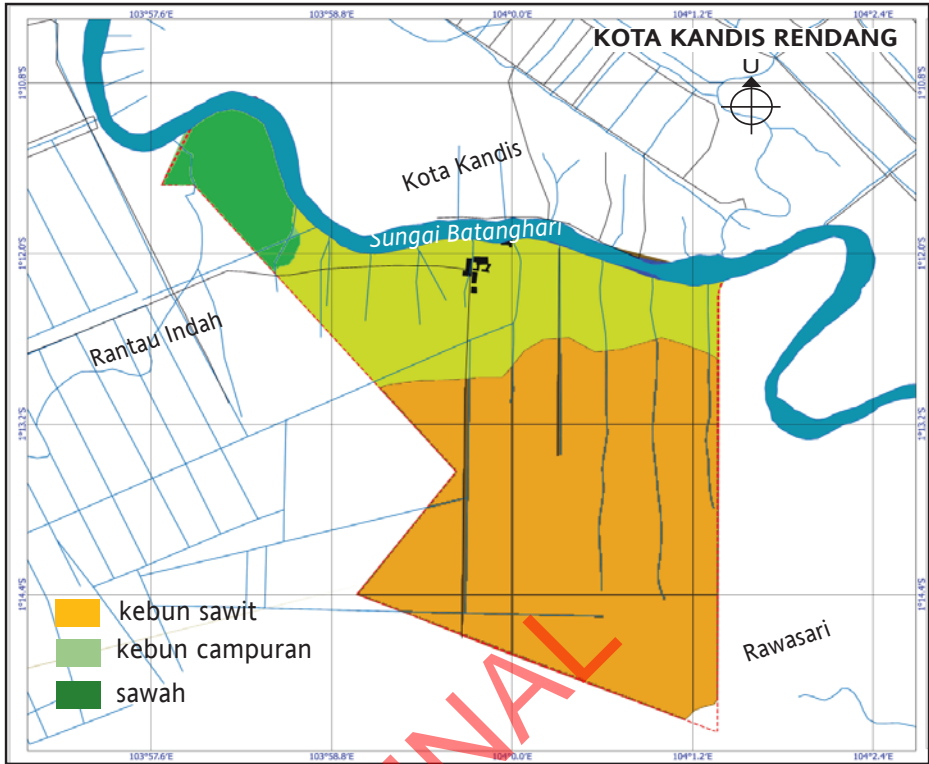 103°57.6'E 103°58.8'E 104°0.0'E 104°1.2'E 104°2.4'E
KOTA KANDIS RENDANG
U
1°10.8'S 1°10.8'S
Kota Kandis
Sungai Batanghari
1°12.0'S 1°12.0'S
Rantau Indah
1°13.2'S 1°13.2'S
1°14.4'S 1°14.4'S
kebun sawit
kebun campuran
sawah
Rawasari
NAL
103°57.6'E 103°58.8'E 104°0.0'E 104°1.2'E 104°2.4'E